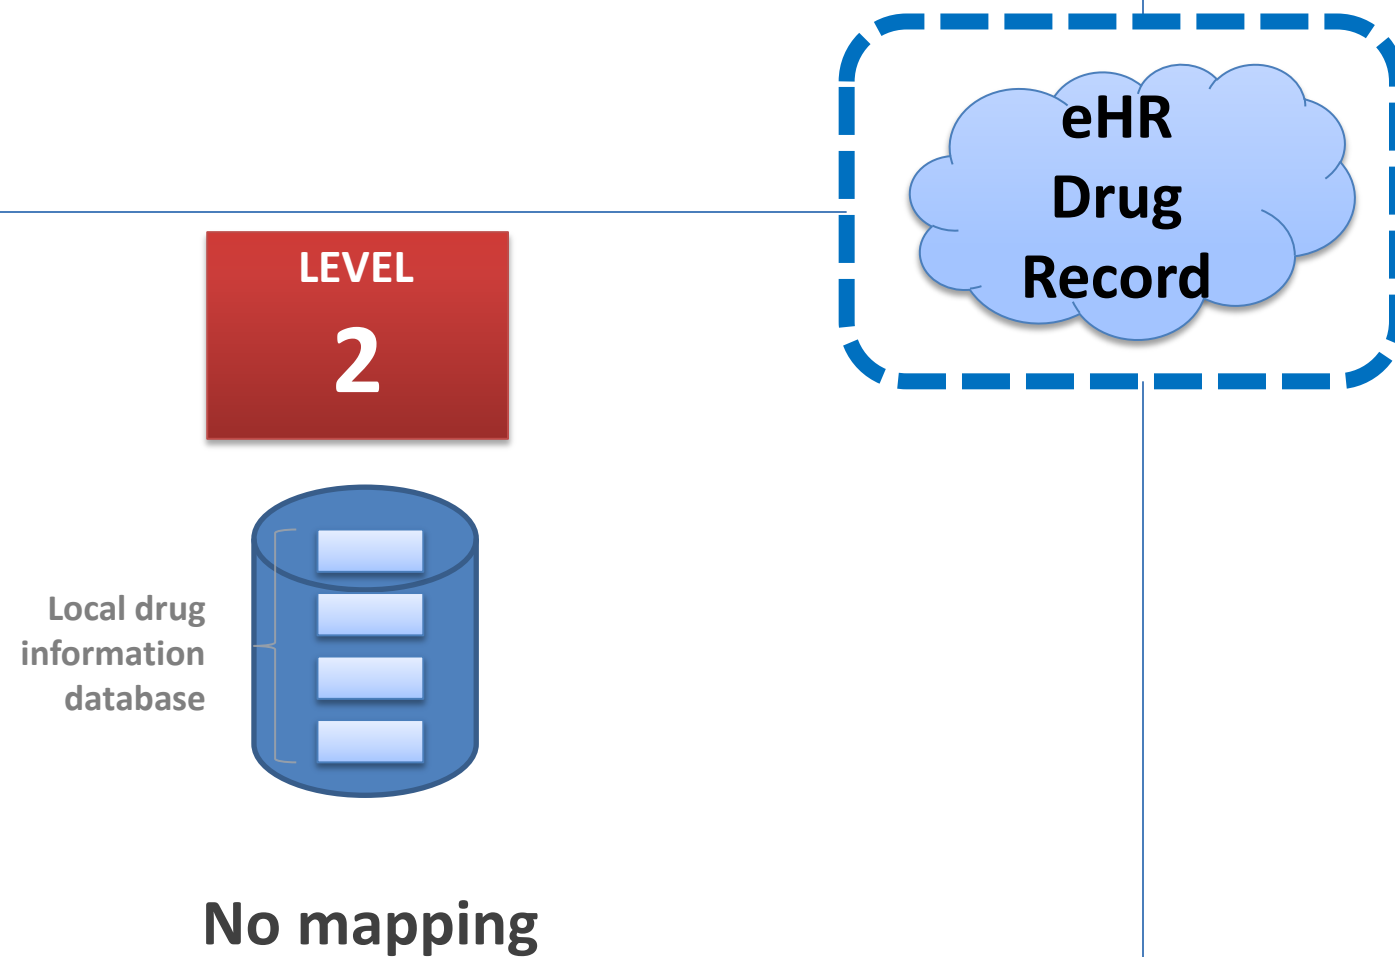 eHR
Drug
Record
LEVEL
2
Local drug
information
database
No mapping